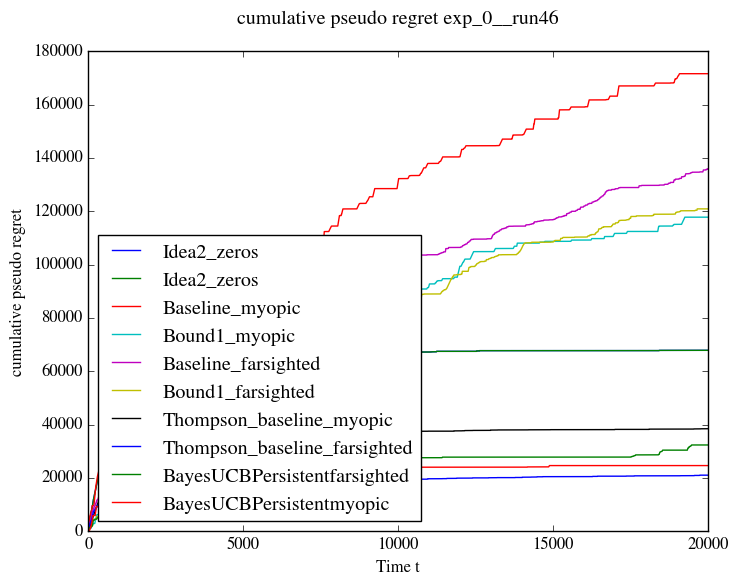 cumulative pseudo regret exp_0__run46
180000
160000
140000
120000
100000
80000
60000
40000
20000
0
cumulative pseudo regret
Idea2_zeros
Idea2_zeros
Baseline_myopic
Bound1_myopic
Baseline_farsighted
Bound1_farsighted
Thompson_baseline_myopic
Thompson_baseline_farsighted
BayesUCBPersistentfarsighted
BayesUCBPersistentmyopic
0 5000 10000 15000 20000
Time t